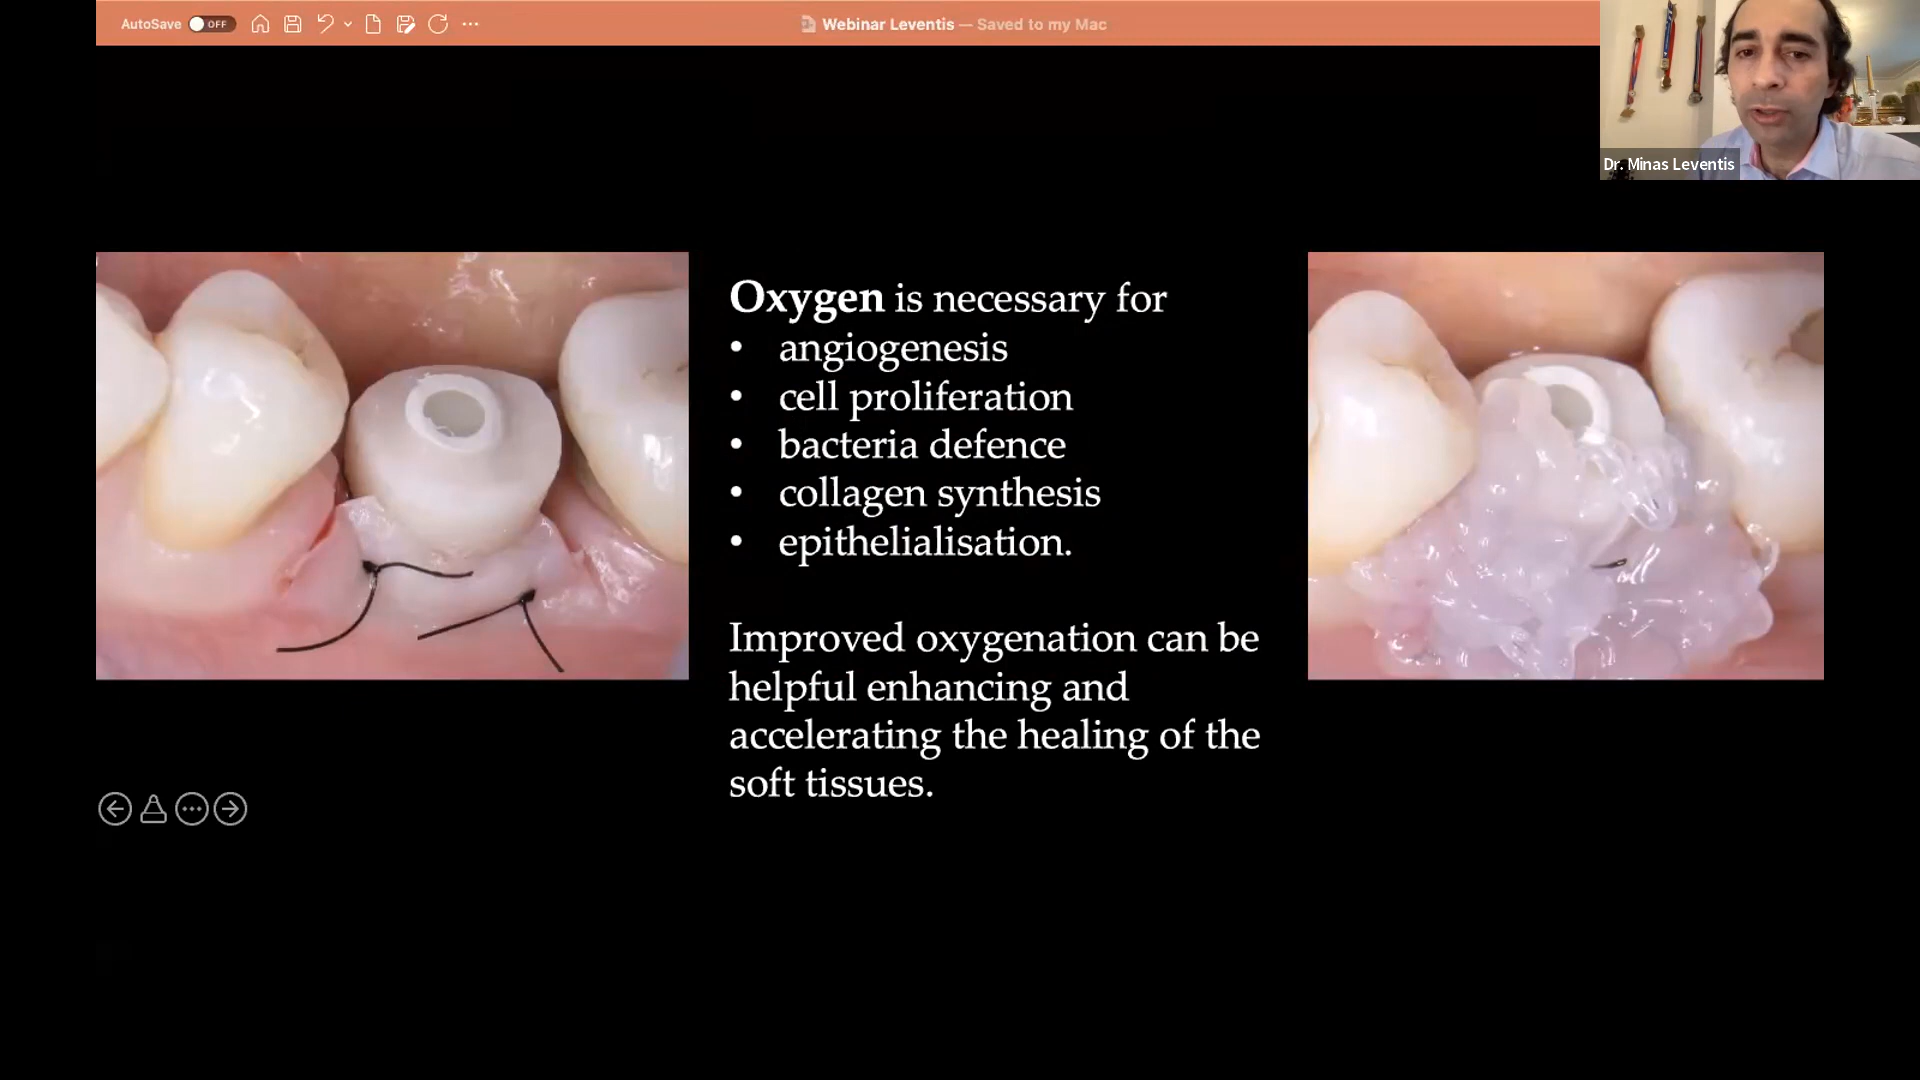 AutoSave OFF
Webinar Leventis — Saved to my Mac
Dr. Minas Leventis
Oxygen is necessary for
• angiogenesis
• cell proliferation
• bacteria defence
• collagen synthesis
• epithelialisation.
Improved oxygenation can be
helpful enhancing and
accelerating the healing of the
soft tissues.